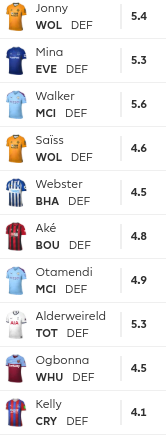 Jonny
WOL DEF 5.4
Mina
EVE DEF 5.3
Walker
MCI DEF 5.6
Saïss
WOL DEF 4.6
Webster
BHA DEF 4.5
Aké
BOU DEF 4.8
Otamendi
MCI DEF 4.9
Alderweireld
TOT DEF 5.3
Ogbonna
WHU DEF 4.5
Kelly
CRY DEF 4.1